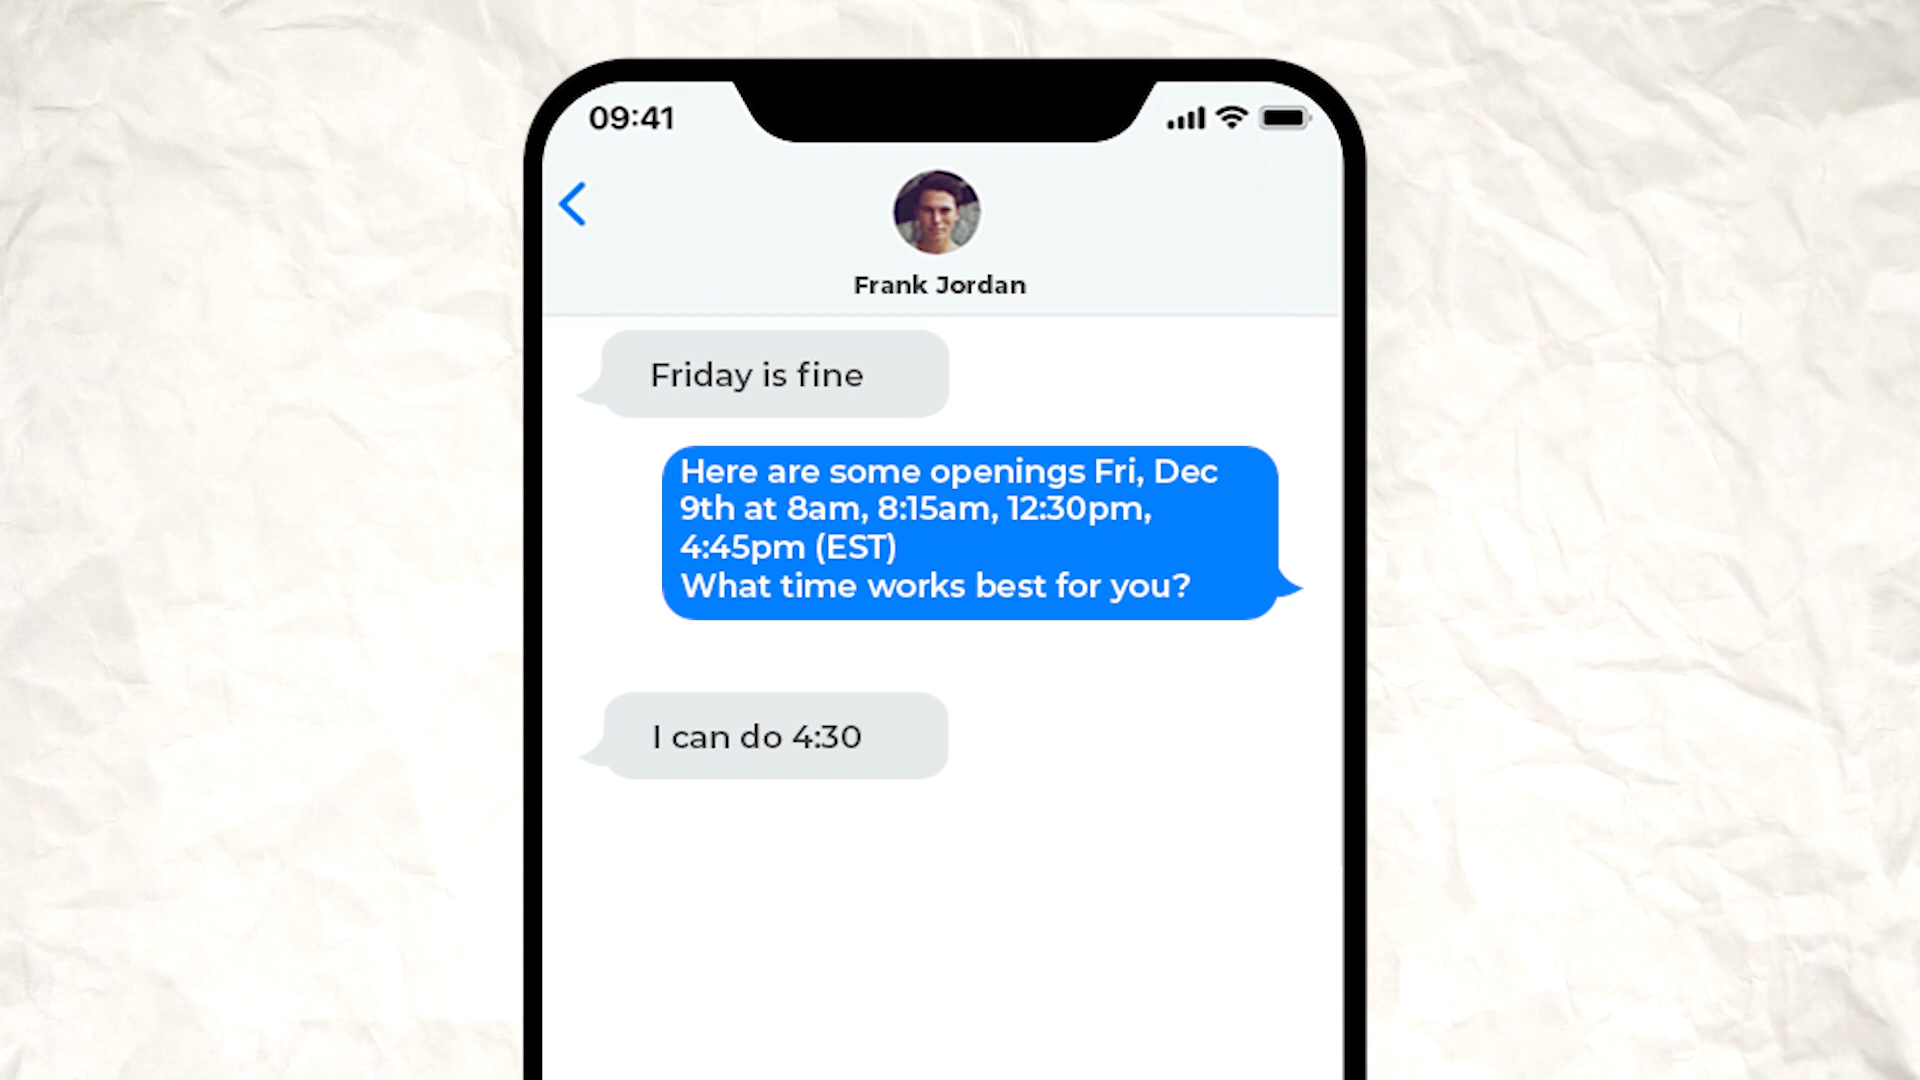 09:41
Frank Jordan
Friday is fine
Here are some openings Fri, Dec
9th at 8am, 8:15am, 12:30pm,
4:45pm (EST)
What time works best for you?
I can do 4:30